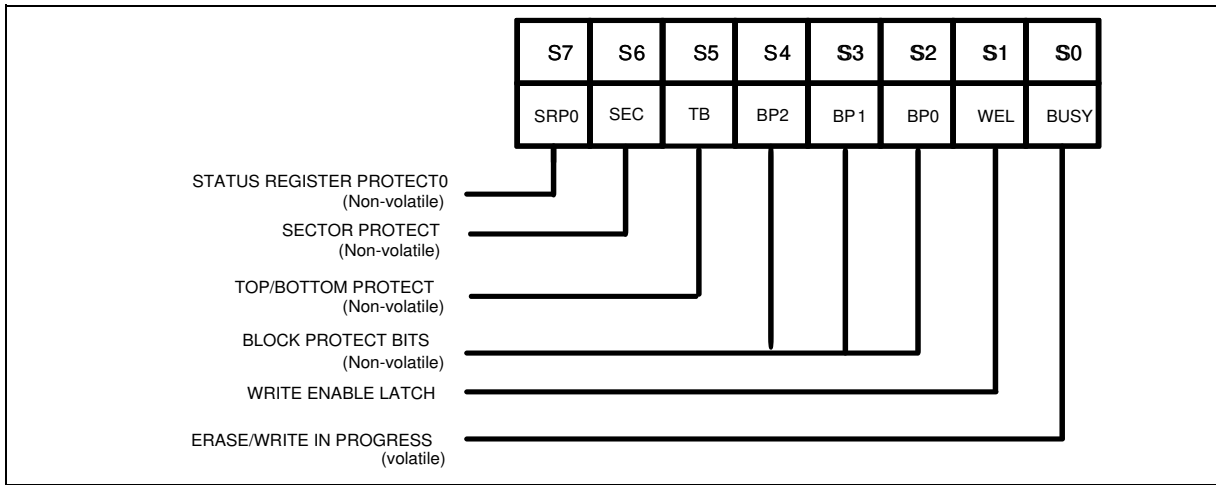 S7 S6 S5 S4 S3 S2 S1 S0
SRP0 SEC TB BP2 BP1 BP0 WEL BUSY
STATUS REGISTER PROTECT0
(Non-volatile)
SECTOR PROTECT
(Non-volatile)
TOP/BOTTOM PROTECT
(Non-volatile)
BLOCK PROTECT BITS
(Non-volatile)
WRITE ENABLE LATCH
ERASE/WRITE IN PROGRESS
(volatile)